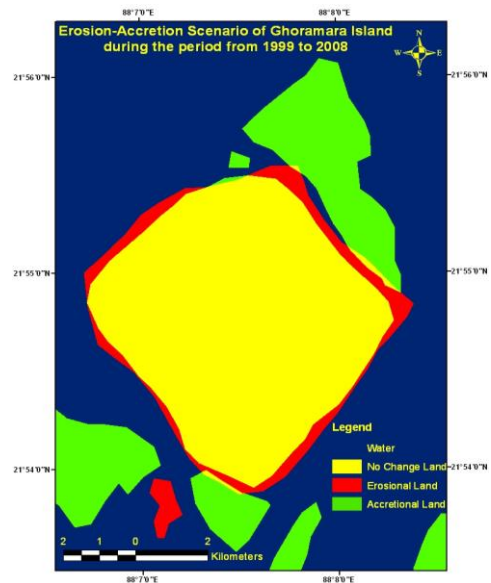 88°7'0"E 88°8'0"E
Erosion-Accretion Scenario of Ghoramara Island
during the period from 1999 to 2008
N
W E
S
21°56'0"N 21°56'0"N
21°55'0"N 21°55'0"N
21°54'0"N 21°54'0"N
Legend
Water
No Change Land
Erosional Land
Accretional Land
2 1 0 2
Kilometers
88°7'0"E 88°8'0"E